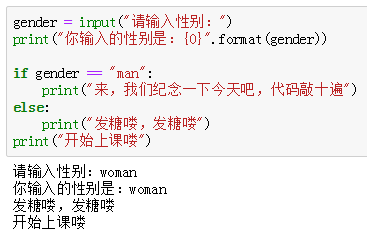 gender = input("请输入性别：")
print("你输入的性别是：{0}".format(gender))
if gender == "man":
    print("来，我们纪念一下今天吧，代码敲十遍")
else:
    print("发糖喽，发糖喽")
print("开始上课喽")
请输入性别：woman
你输入的性别是：woman
发糖喽，发糖喽
开始上课喽